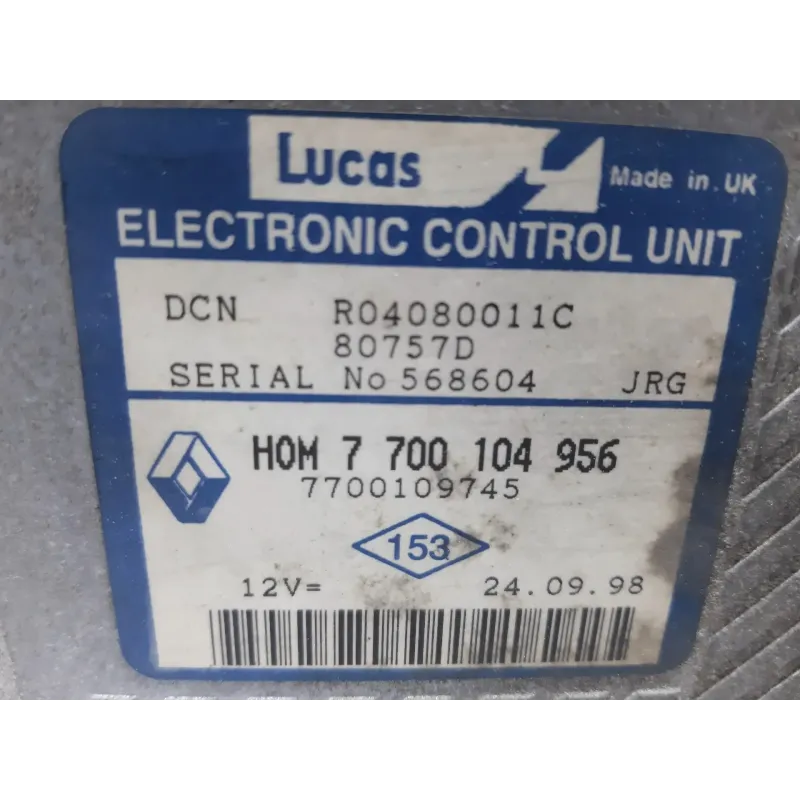 Lucas
Made in UK
ELECTRONIC CONTROL UNIT
DCN R04080011C
80757D
SERIAL No 568604 JRG
HOM 7 700 104 956
7700109745
153
12V= 24.09.98